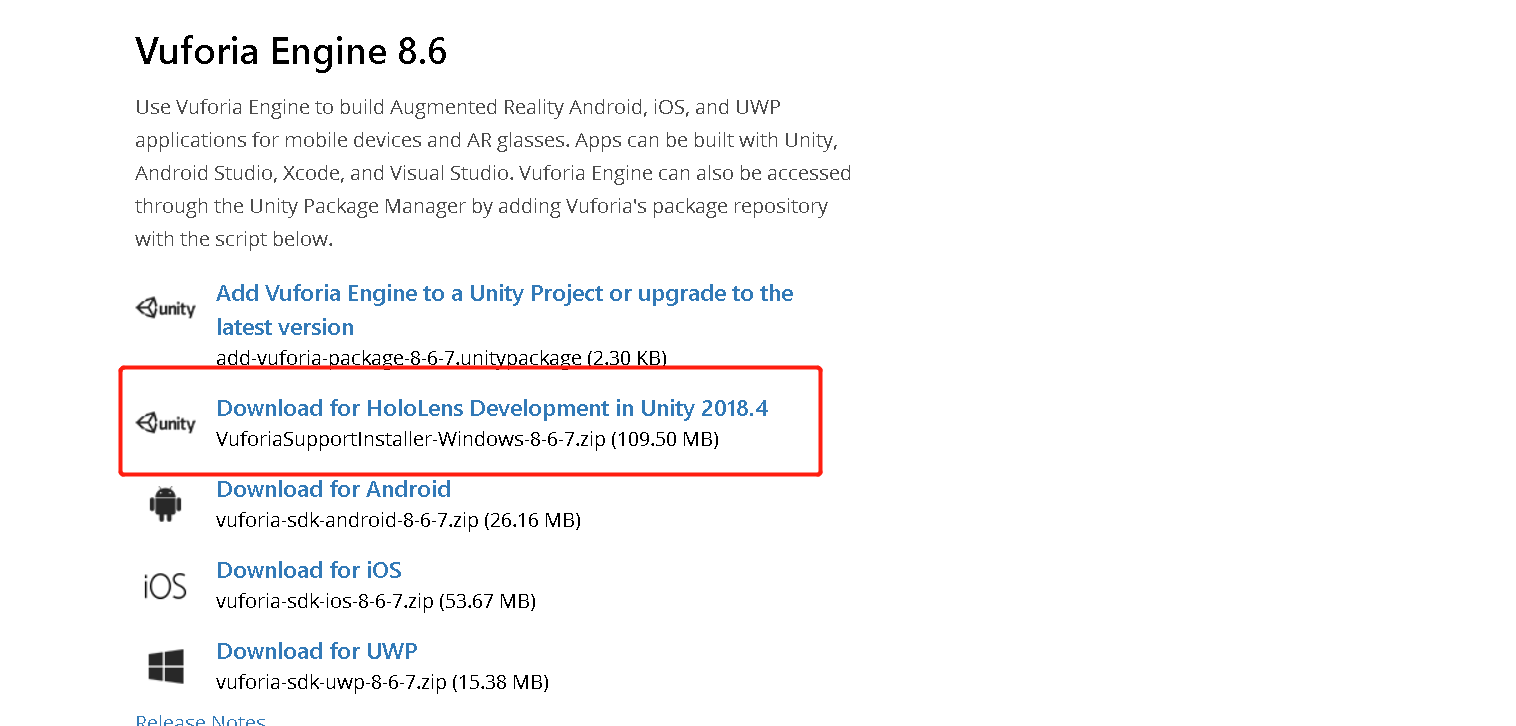 Vuforia Engine 8.6
Use Vuforia Engine to build Augmented Reality Android, iOS, and UWP
applications for mobile devices and AR glasses. Apps can be built with Unity,
Android Studio, Xcode, and Visual Studio. Vuforia Engine can also be accessed
through the Unity Package Manager by adding Vuforia's package repository
with the script below.
unity
Add Vuforia Engine to a Unity Project or upgrade to the
latest version
add-vuforia-package-8-6-7.unitypackage (2.30 KB)
unity
Download for HoloLens Development in Unity 2018.4
VuforiaSupportInstaller-Windows-8-6-7.zip (109.50 MB)
Download for Android
vuforia-sdk-android-8-6-7.zip (26.16 MB)
iOS
Download for iOS
vuforia-sdk-ios-8-6-7.zip (53.67 MB)
Download for UWP
vuforia-sdk-uwp-8-6-7.zip (15.38 MB)
Release Notes